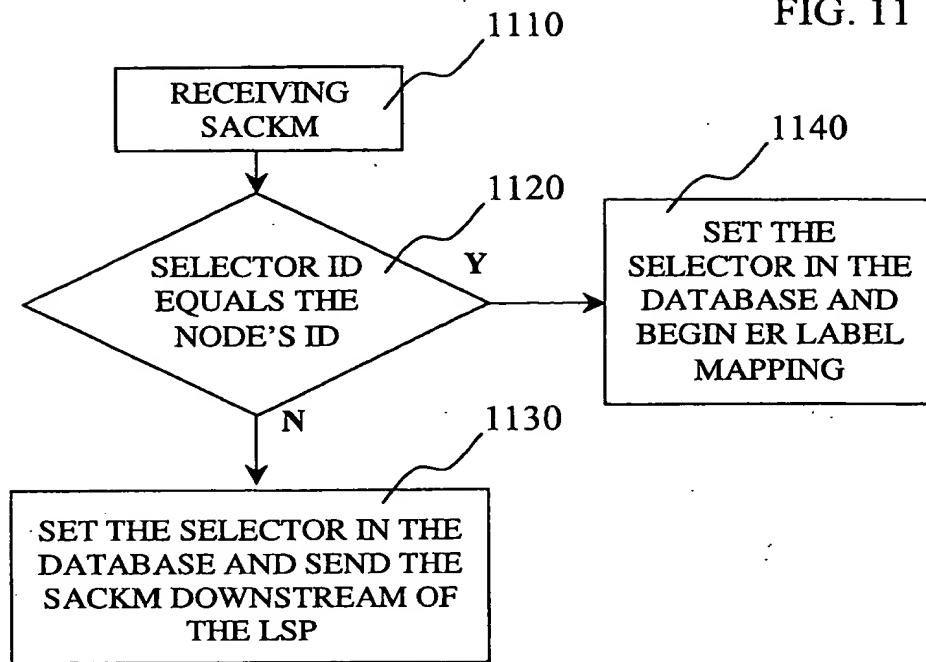 FIG. 11
1110
RECEIVING
SACKM
1140
1120
SELECTOR ID
EQUALS THE
NODE'S ID
Y
SET THE
SELECTOR IN THE
DATABASE AND
BEGIN ER LABEL
MAPPING
N
1130
SET THE SELECTOR IN THE
DATABASE AND SEND THE
SACKM DOWNSTREAM OF
THE LSP